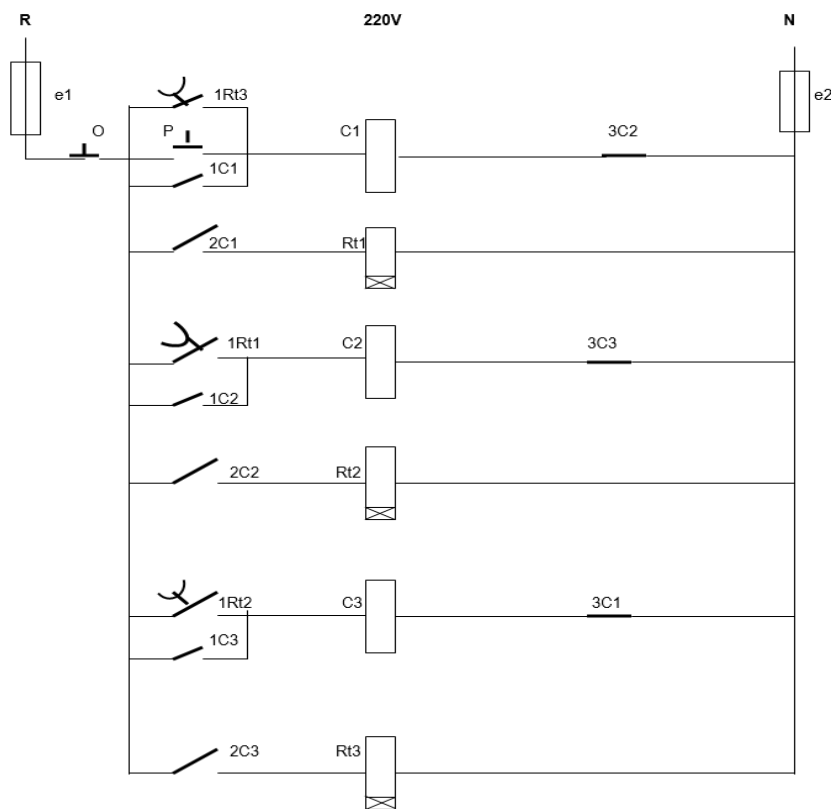 R 220V N
e1 1Rt3 e2
O P C1 3C2
1C1
2C1 Rt1
1Rt1 C2 3C3
1C2
2C2 Rt2
1Rt2 C3 3C1
1C3
2C3 Rt3